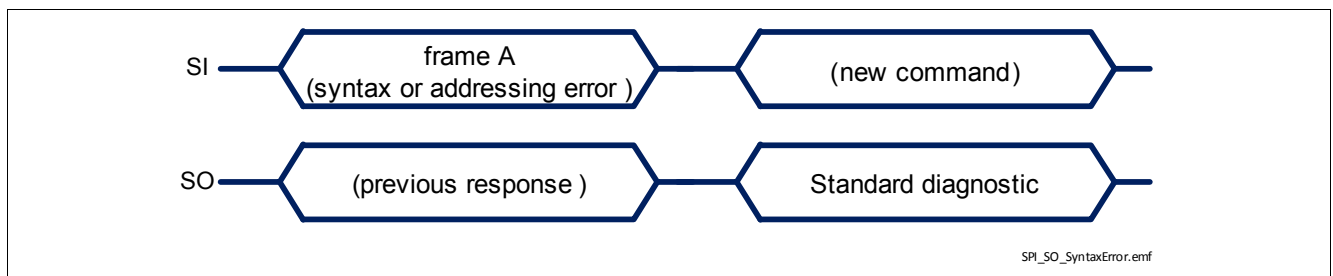 SI
frame A
(syntax or addressing error )
(new command)
SO
(previous response )
Standard diagnostic
SPI_SO_SyntaxError.emf